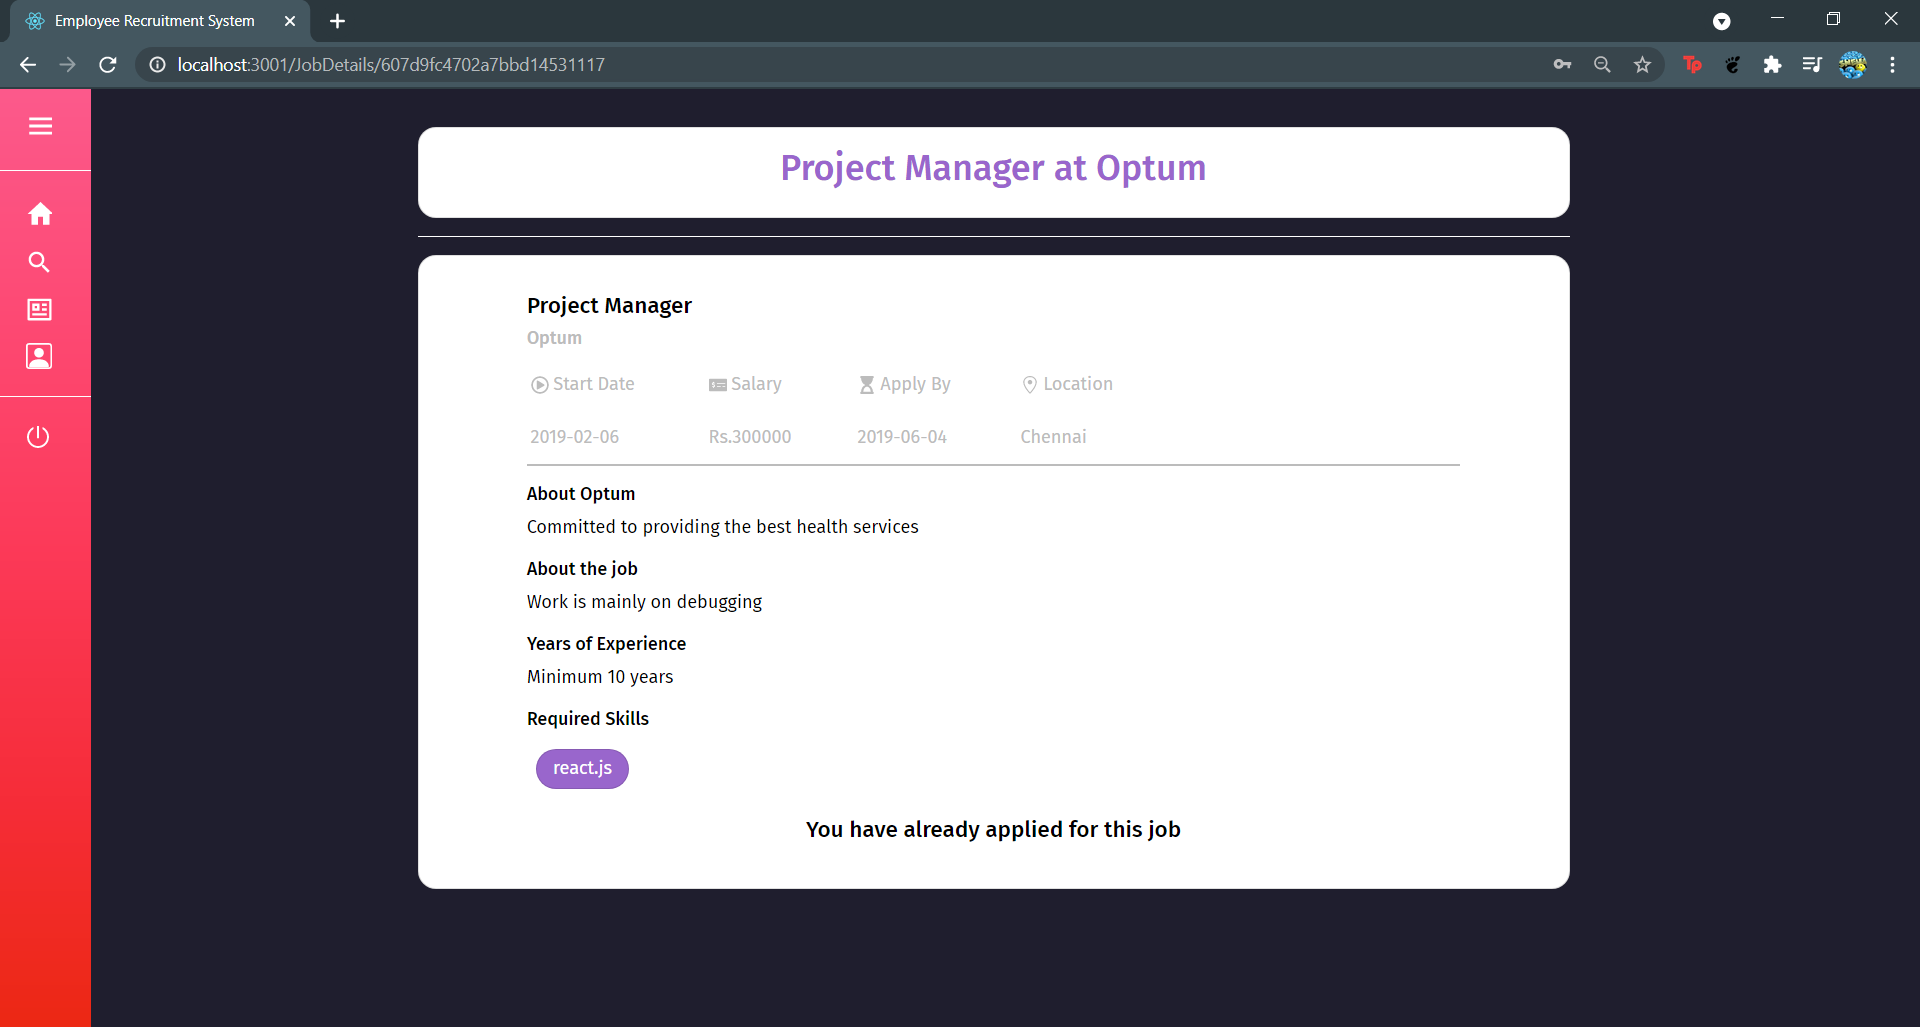 Employee Recruitment System
localhost:3001/JobDetails/607d9fc4702a7bbd14531117
Tp
Project Manager at Optum
Project Manager
Optum
Start Date Salary Apply By Location
2019-02-06 Rs.300000 2019-06-04 Chennai
About Optum
Committed to providing the best health services
About the job
Work is mainly on debugging
Years of Experience
Minimum 10 years
Required Skills
react.js
You have already applied for this job